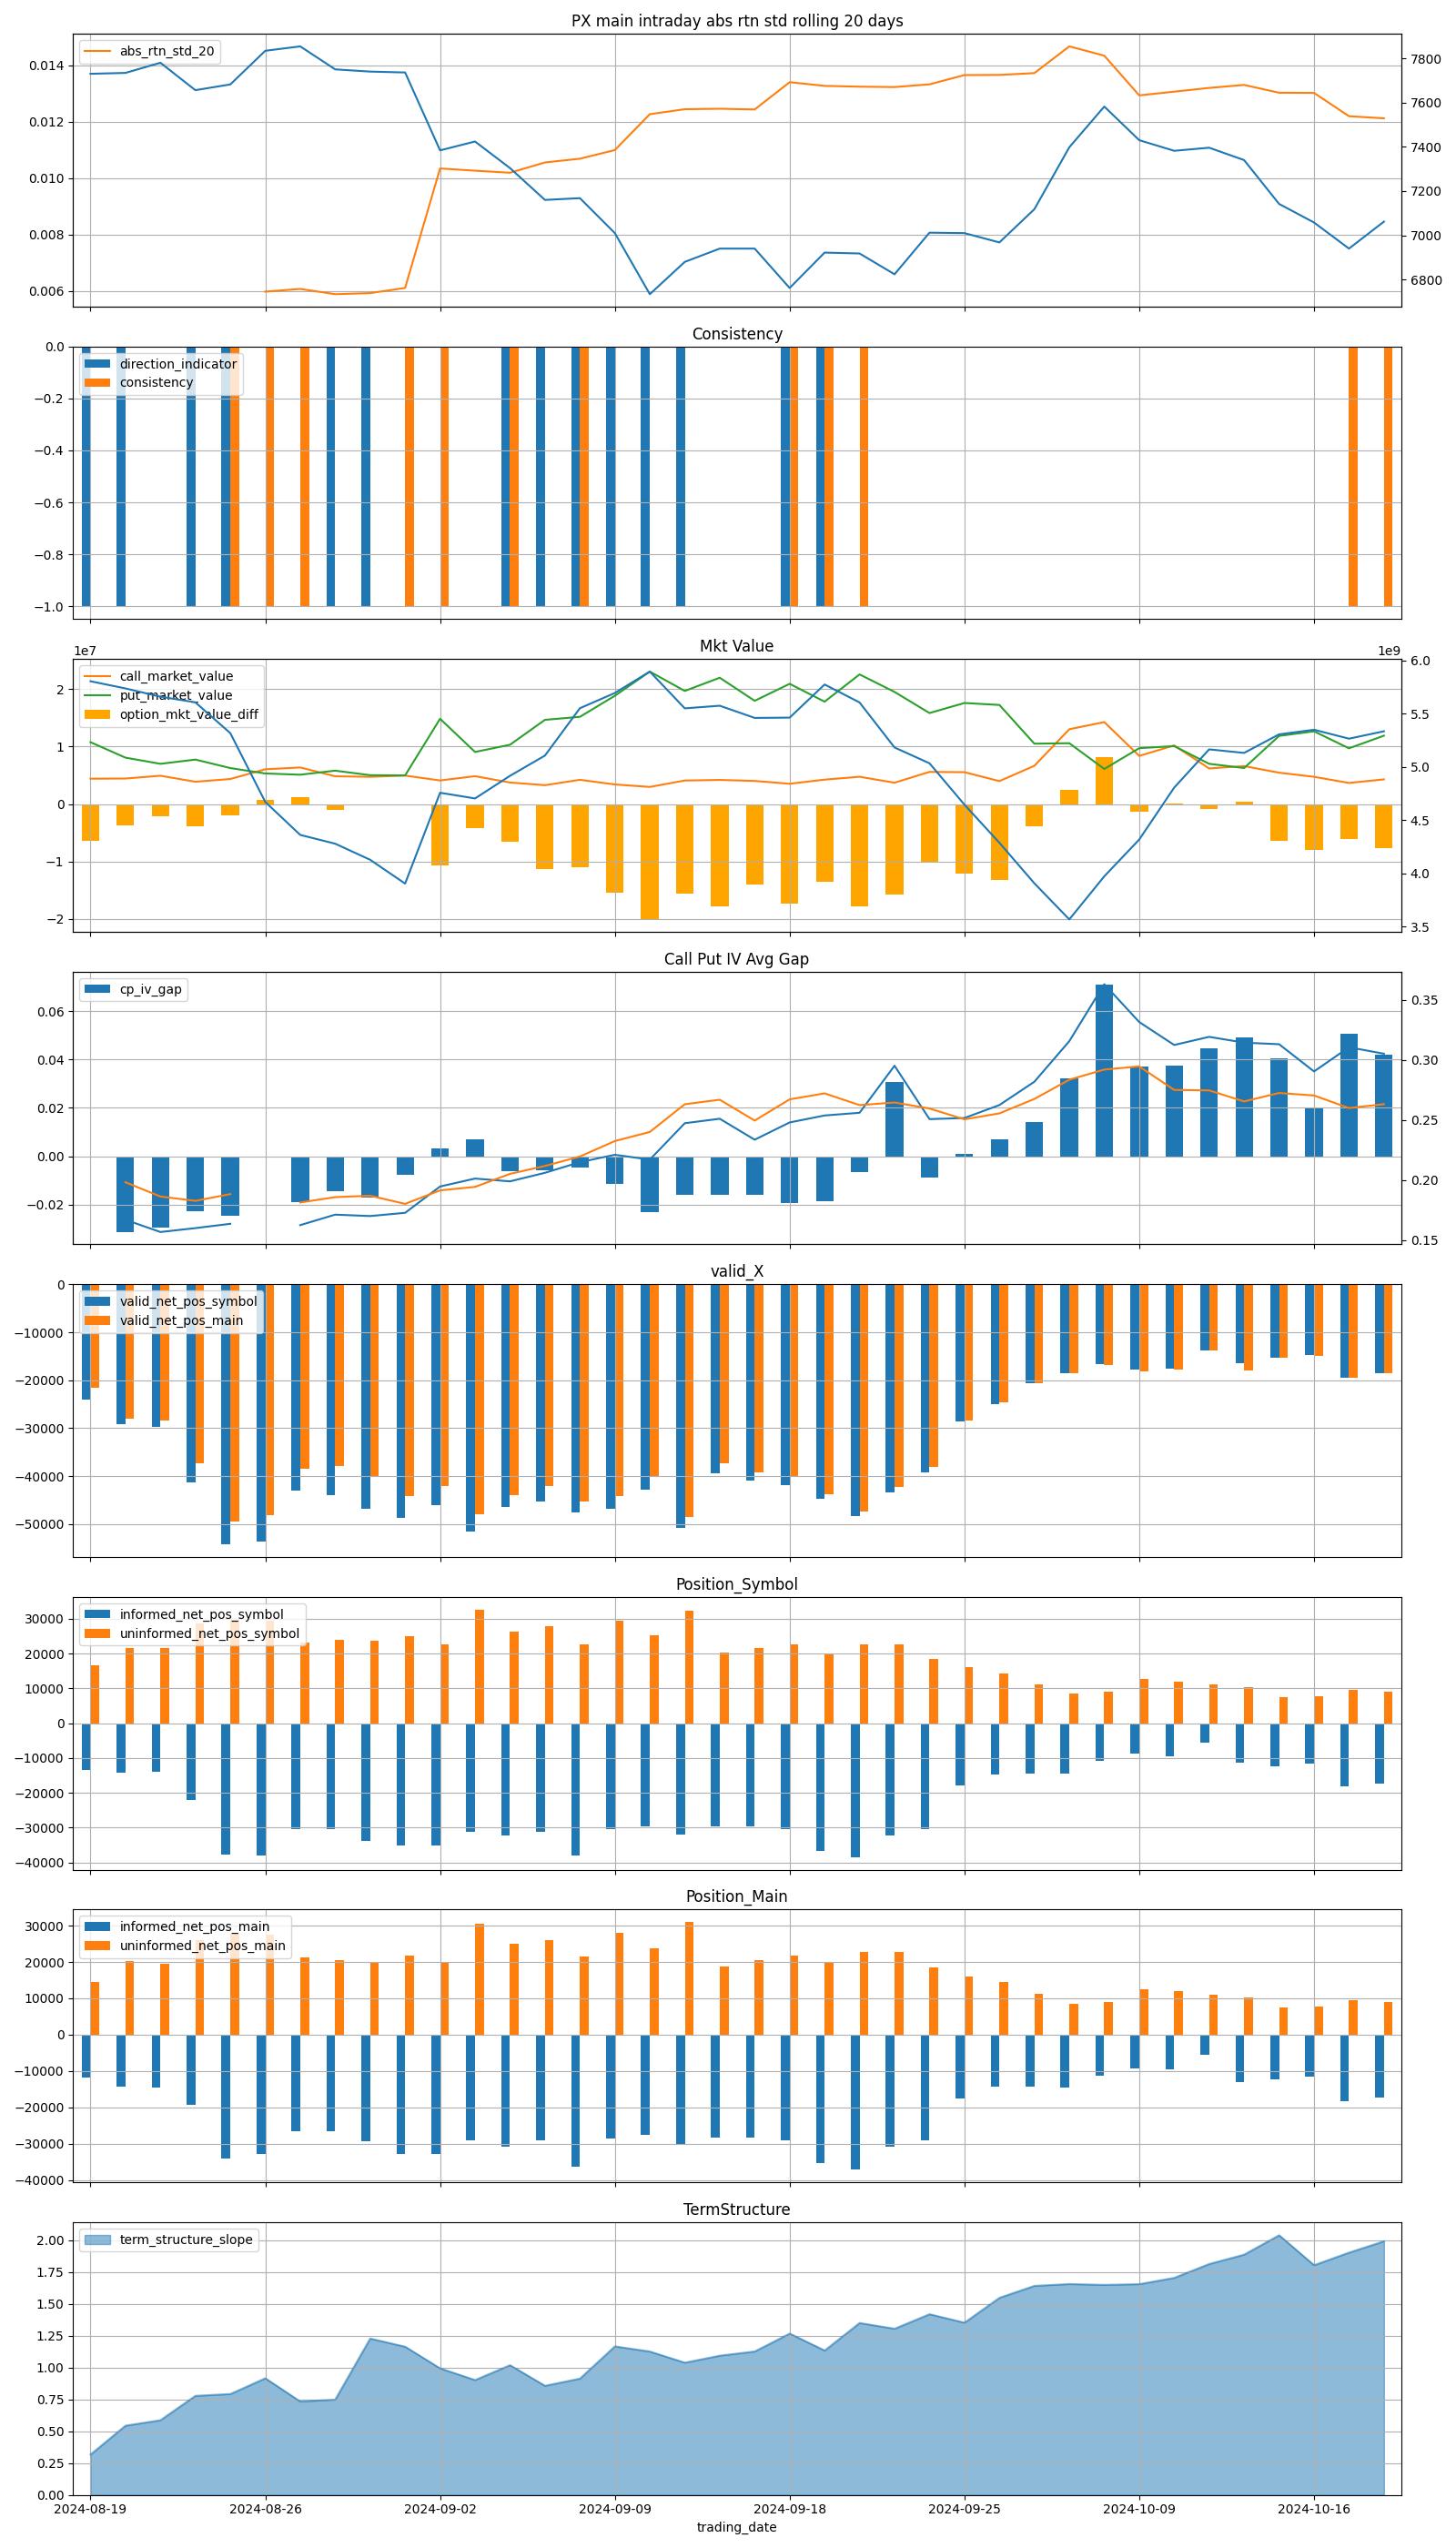 PX main intraday abs rtn std rolling 20 days
abs_rtn_std_20
0.014
0.012
0.010
0.008
0.006
7800
7600
7400
7200
7000
6800
Consistency
direction_indicator
consistency
0.0
−0.2
−0.4
−0.6
−0.8
−1.0
Mkt Value
1e7
1e9
call_market_value
put_market_value
option_mkt_value_diff
2
1
0
−1
−2
6.0
5.5
5.0
4.5
4.0
3.5
Call Put IV Avg Gap
cp_iv_gap
0.06
0.04
0.02
0.00
−0.02
0.35
0.30
0.25
0.20
0.15
valid_X
valid_net_pos_symbol
valid_net_pos_main
0
−10000
−20000
−30000
−40000
−50000
Position_Symbol
informed_net_pos_symbol
uninformed_net_pos_symbol
30000
20000
10000
0
−10000
−20000
−30000
−40000
Position_Main
informed_net_pos_main
uninformed_net_pos_main
30000
20000
10000
0
−10000
−20000
−30000
−40000
TermStructure
term_structure_slope
2.00
1.75
1.50
1.25
1.00
0.75
0.50
0.25
0.00
2024-08-19 2024-08-26 2024-09-02 2024-09-09 2024-09-18 2024-09-25 2024-10-09 2024-10-16
trading_date